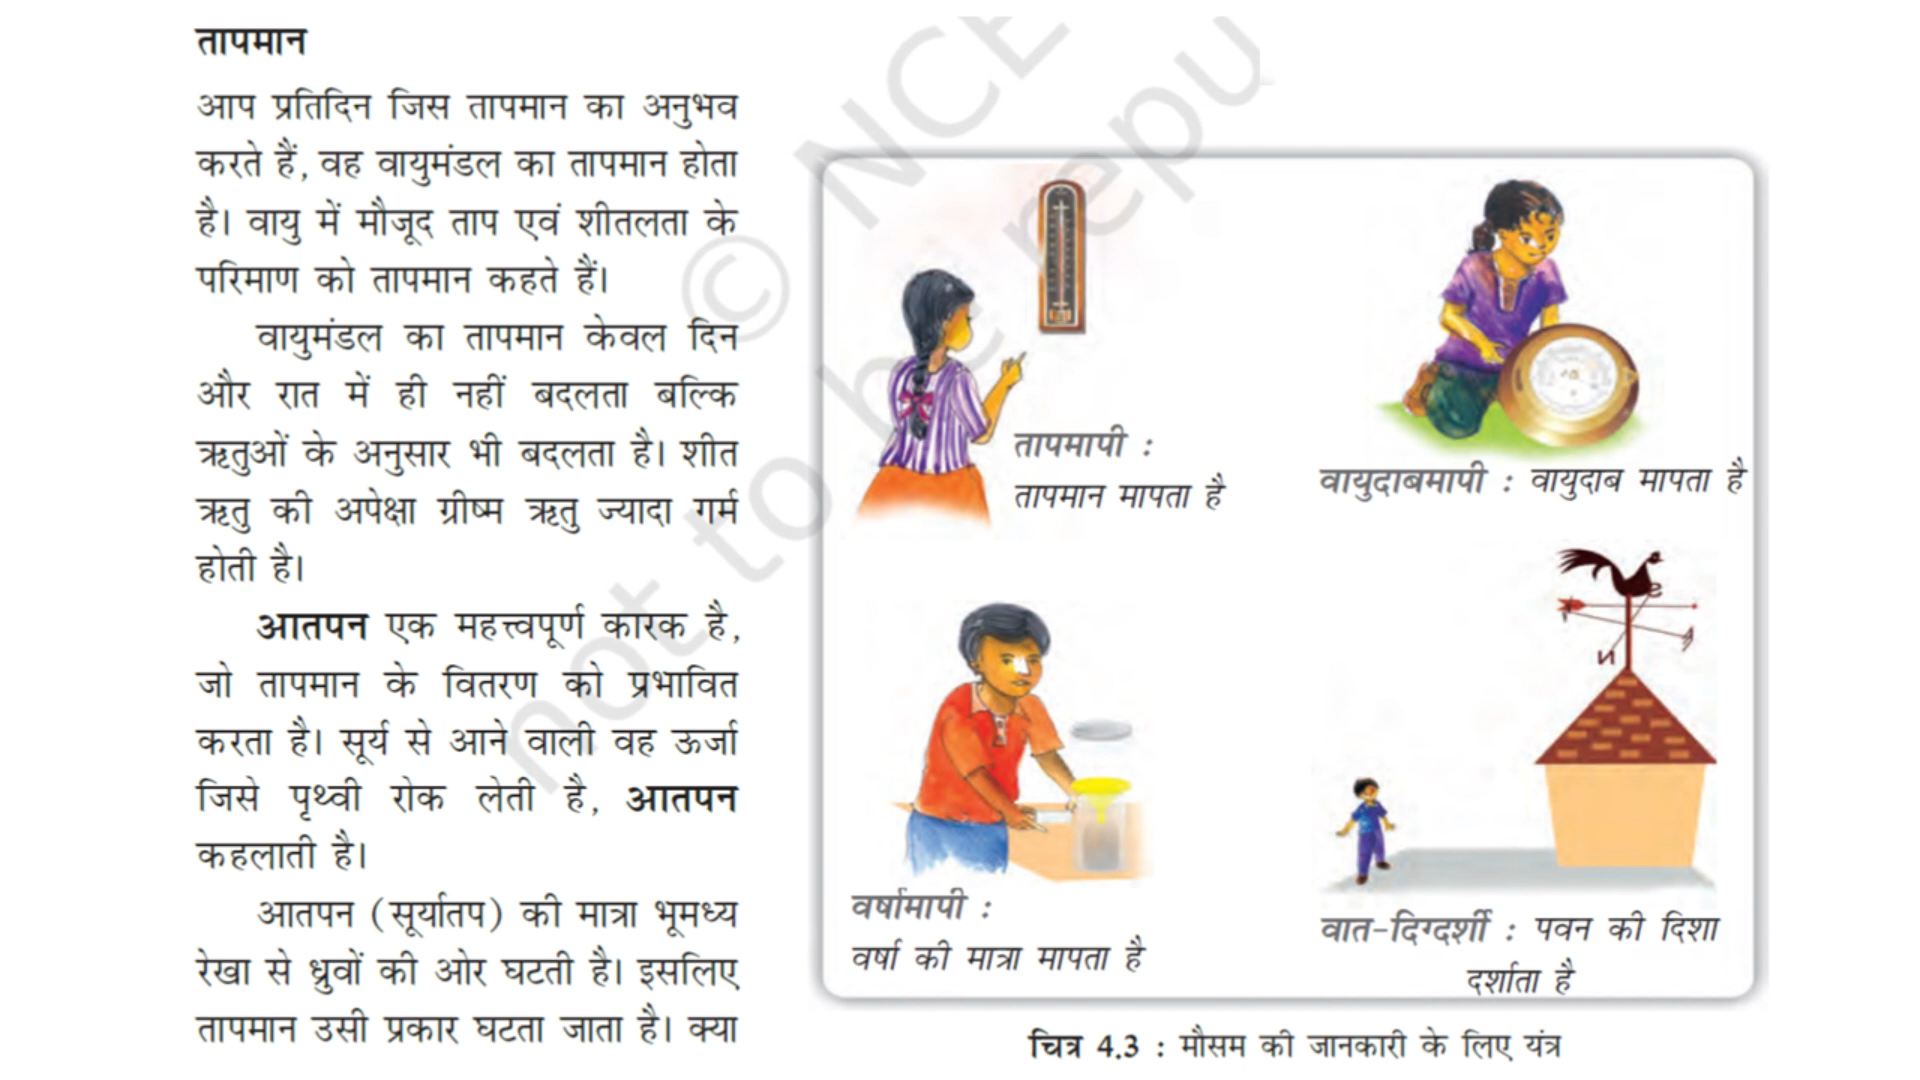 तापमान
आप प्रतिदिन जिस तापमान का अनुभव
करते हैं, वह वायुमंडल का तापमान होता
है। वायु में मौजूद ताप एवं शीतलता के
परिमाण को तापमान कहते हैं।
वायुमंडल का तापमान केवल दिन
और रात में ही नहीं बदलता बल्कि
ऋतुओं के अनुसार भी बदलता है। शीत
ऋतु की अपेक्षा ग्रीष्म ऋतु ज्यादा गर्म
होती है।
आतपन एक महत्त्वपूर्ण कारक है,
जो तापमान के वितरण को प्रभावित
करता है। सूर्य से आने वाली वह ऊर्जा
जिसे पृथ्वी रोक लेती है, आतपन
कहलाती है।
आतपन (सूर्यातप) की मात्रा भूमध्य
रेखा से ध्रुवों की ओर घटती है। इसलिए
तापमान उसी प्रकार घटता जाता है। क्या
तापमापी :
तापमान मापता है
वायुदाबमापी : वायुदाब मापता है
वर्षामापी :
वर्षा की मात्रा मापता है
S
N
वात-दिग्दर्शी : पवन की दिशा
दर्शाता है
चित्र 4.3 : मौसम की जानकारी के लिए यंत्र
© NCE
not to be repu